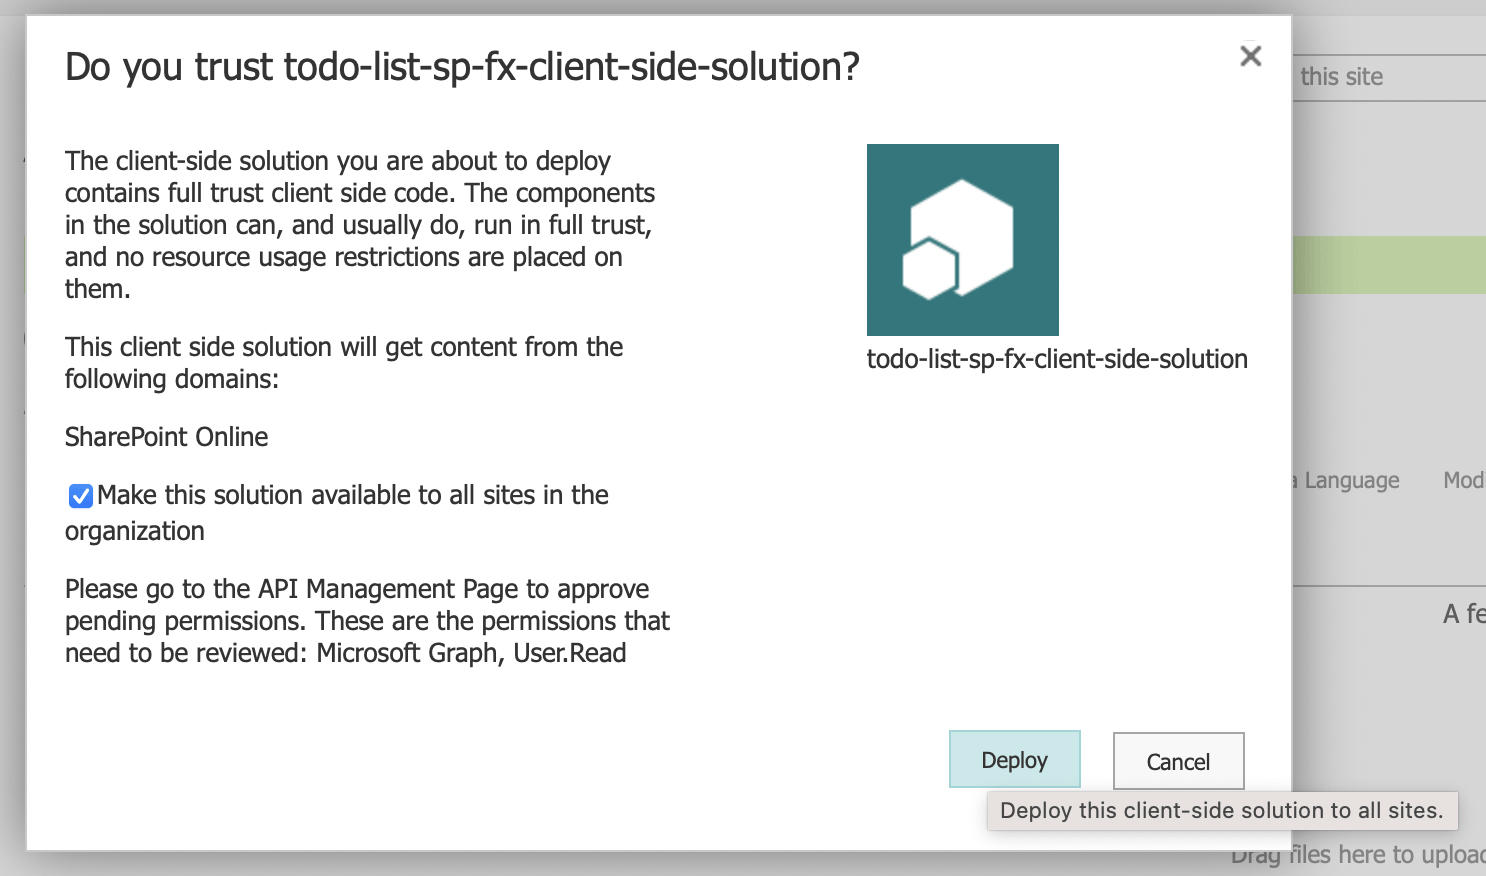 Do you trust todo-list-sp-fx-client-side-solution?
this site
The client-side solution you are about to deploy
contains full trust client side code. The components
in the solution can, and usually do, run in full trust,
and no resource usage restrictions are placed on
them.
This client side solution will get content from the
following domains:
todo-list-sp-fx-client-side-solution
SharePoint Online
Make this solution available to all sites in the
organization
a Language
Modi
Please go to the API Management Page to approve
pending permissions. These are the permissions that
need to be reviewed: Microsoft Graph, User.Read
A fe
Deploy
Cancel
Deploy this client-side solution to all sites.
Drag files here to upload